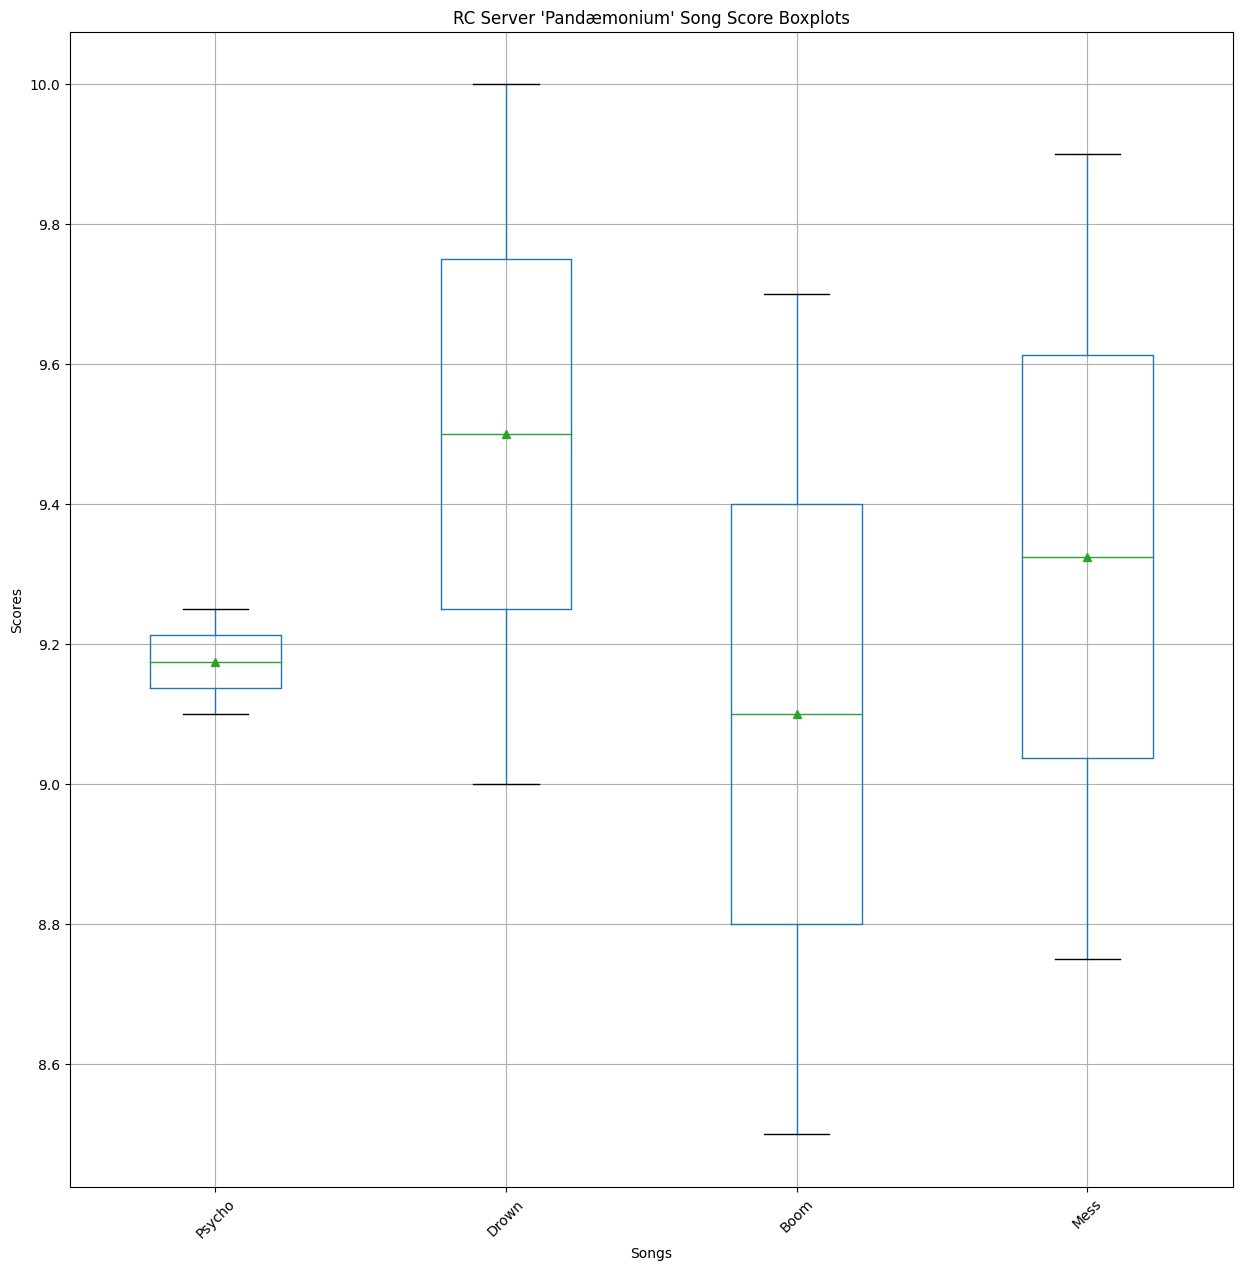 RC Server 'Pandæmonium' Song Score Boxplots
10.0
9.8
9.6
9.4
9.2
9.0
8.8
8.6
Scores
Psycho
Drown
Boom
Mess
Songs